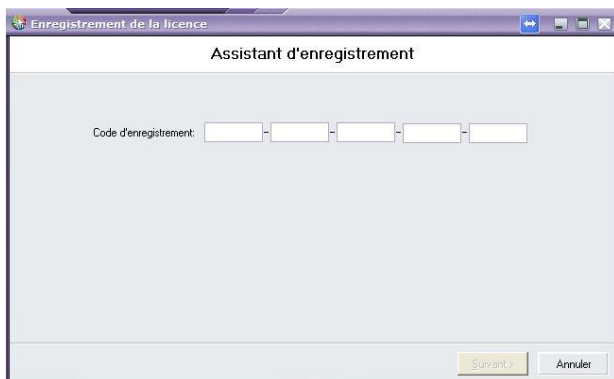 Enregistrement de la licence
Assistant d'enregistrement
Code d'enregistrement: - - - -
Suivant > Annuler